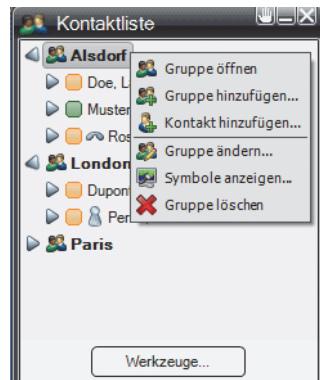 Kontaktliste
Alsdorf
Doe, L
Muster
Ros
London
Dupont
Per
Paris
Gruppe öffnen
Gruppe hinzufügen...
Kontakt hinzufügen...
Gruppe ändern...
Symbole anzeigen...
Gruppe löschen
Werkzeuge...